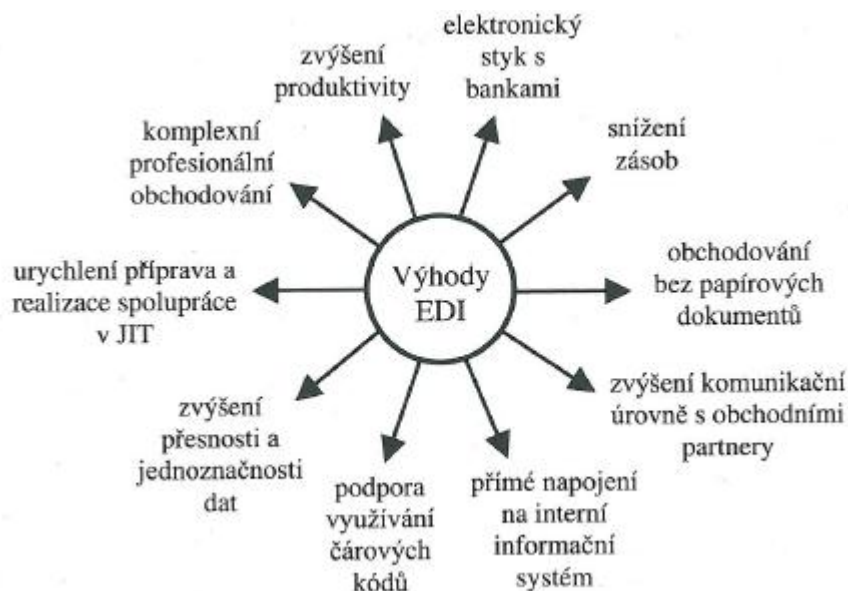 elektronický
styk s
bankami
zvýšení
produktivity
snížení
zásob
komplexní
profesionální
obchodování
Výhody
EDI
obchodování
bez papírových
dokumentů
urychlení příprava a
realizace spolupráce
v JIT
zvýšení komunikační
úrovně s obchodními
partnery
zvýšení
přesnosti a
jednoznačnosti
dat
podpora
využívání
čárových
kódů
přímé napojení
na interní
informační
systém